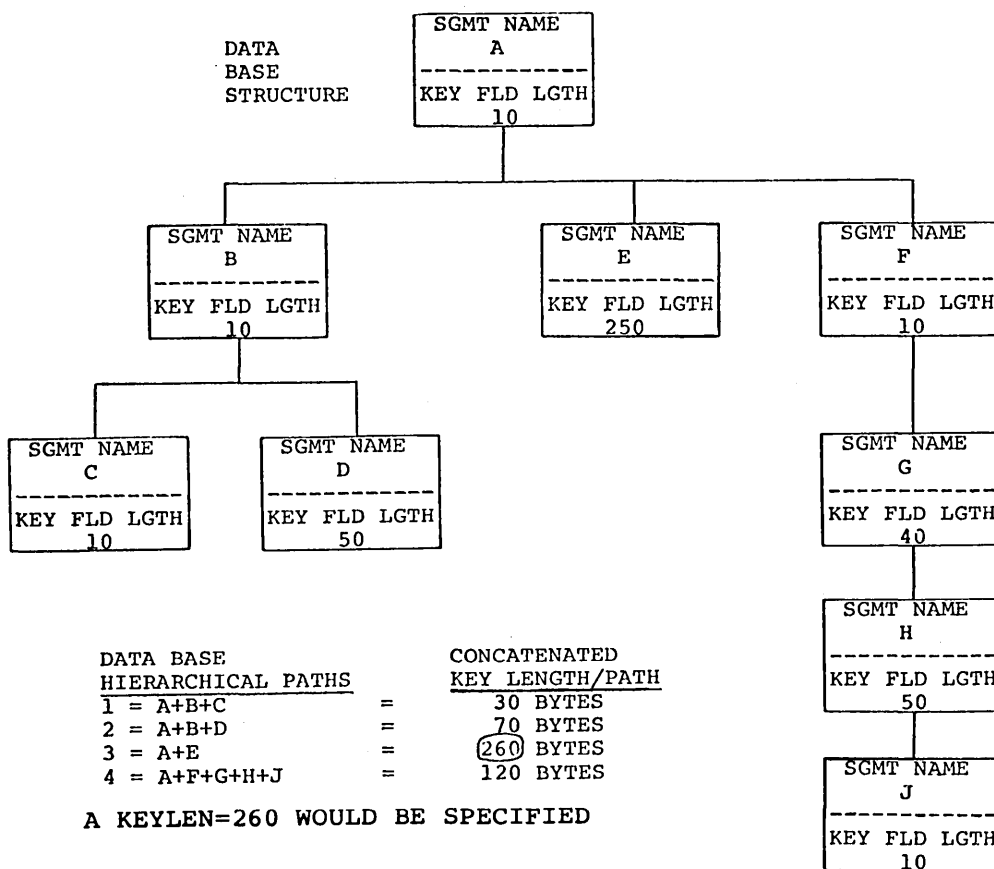 DATA
BASE
STRUCTURE
SGMT NAME
A
KEY FLD LGTH
10
SGMT NAME
B
KEY FLD LGTH
10
SGMT NAME
E
KEY FLD LGTH
250
SGMT NAME
F
KEY FLD LGTH
10
SGMT NAME
C
KEY FLD LGTH
10
SGMT NAME
D
KEY FLD LGTH
50
SGMT NAME
G
KEY FLD LGTH
40
SGMT NAME
H
KEY FLD LGTH
50
SGMT NAME
J
KEY FLD LGTH
10
DATA BASE CONCATENATED
HIERARCHICAL PATHS KEY LENGTH/PATH
1 = A+B+C = 30 BYTES
2 = A+B+D = 70 BYTES
3 = A+E = 260 BYTES
4 = A+F+G+H+J = 120 BYTES
A KEYLEN=260 WOULD BE SPECIFIED